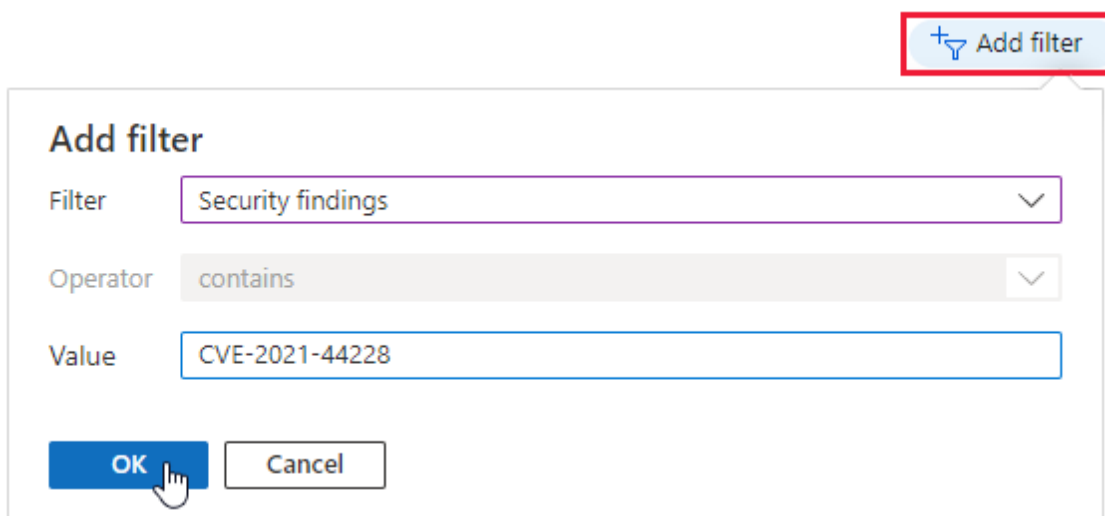 Add filter
Add filter
Filter Security findings
Operator contains
Value CVE-2021-44228
OK Cancel